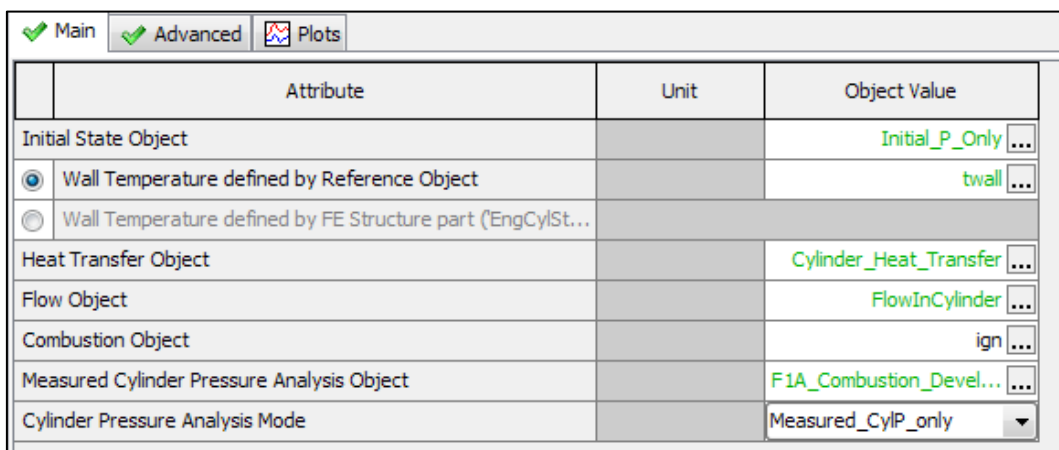 Main Advanced Plots
Attribute Unit Object Value
Initial State Object Initial_P_Only ...
Wall Temperature defined by Reference Object twall ...
Wall Temperature defined by FE Structure part ('EngCylSt...
Heat Transfer Object Cylinder_Heat_Transfer ...
Flow Object FlowInCylinder ...
Combustion Object ign ...
Measured Cylinder Pressure Analysis Object F1A_Combustion_Devel... ...
Cylinder Pressure Analysis Mode Measured_CylP_only